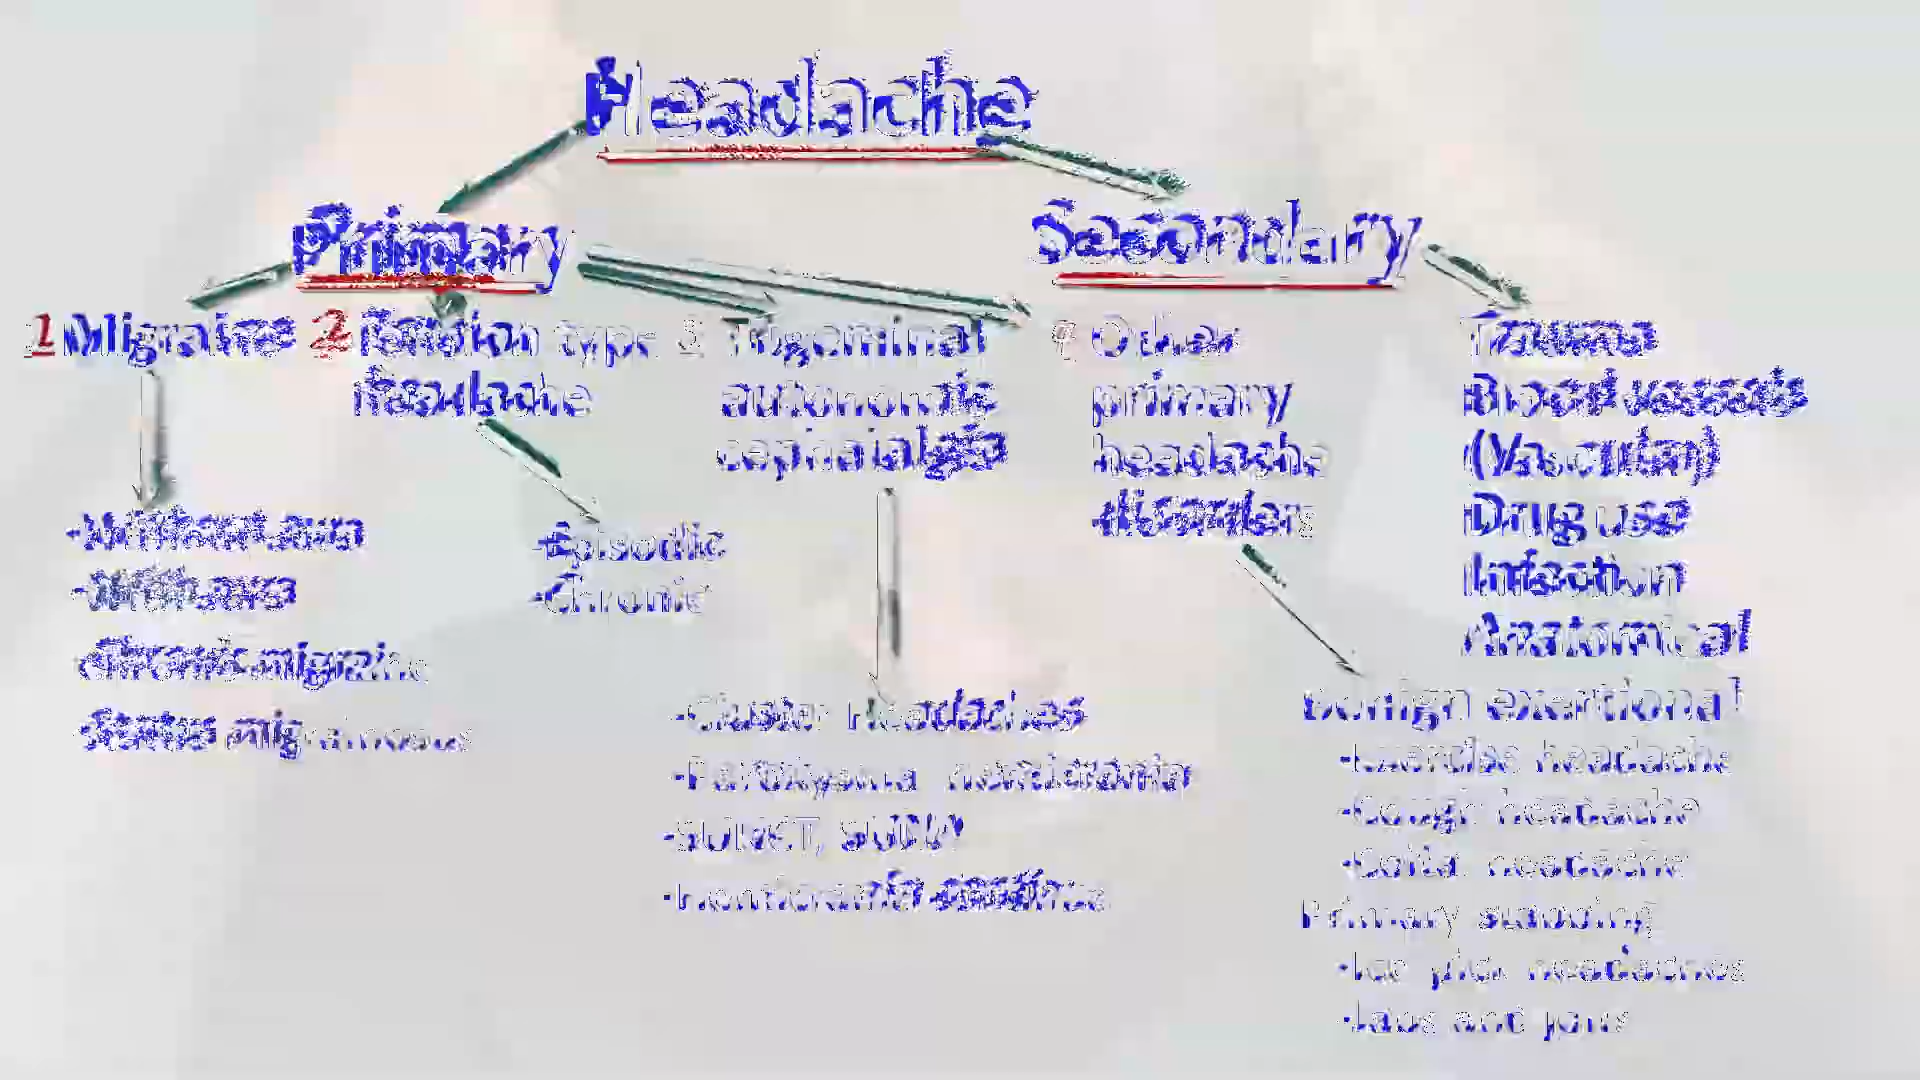 Headache
Primary
Secondary
1 Migraine
2 Tension type
headache
3 Trigeminal
autonomic
cephalalgia
4 Other
primary
headache
disorders
Trauma
Blood vessels
(Vascular)
Drug use
Infection
Anatomical
-Without aura
-With aura
Chronic migraine
Status
-Episodic
-Chronic
-Cluster Headaches
-hemicrania
-SUNCT, SUNA
-Hemicrania continua
Benign exertional
-Exercise headache
-Cough headache
-Coital headache
Primary stabbing
-Ice pick headaches
-Jabs and jolts